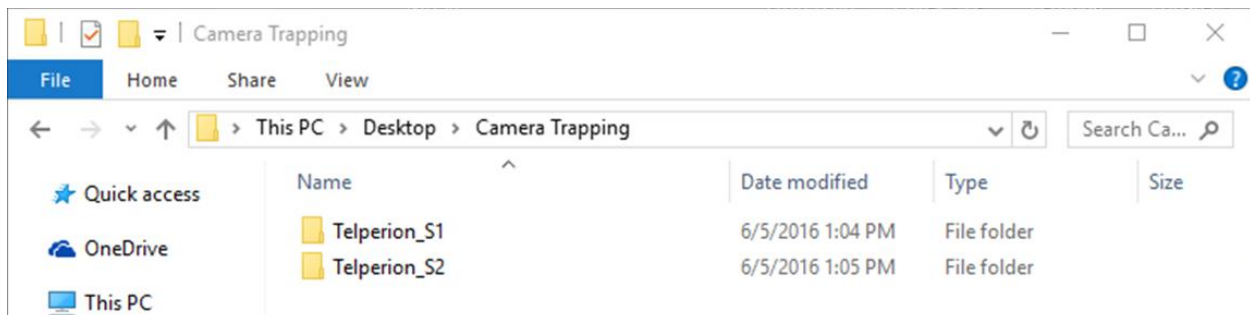 Camera Trapping
File Home Share View
This PC > Desktop > Camera Trapping Search Ca...
Name Date modified Type Size
Quick access
Telperion_S1 6/5/2016 1:04 PM File folder
OneDrive
Telperion_S2 6/5/2016 1:05 PM File folder
This PC